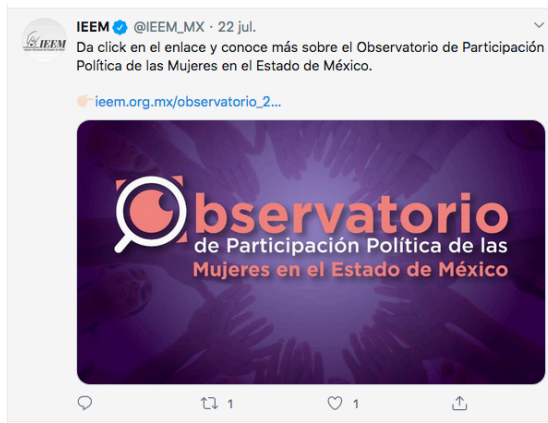 IEEM @IEEM_MX · 22 jul.
Da click en el enlace y conoce más sobre el Observatorio de Participación
Política de las Mujeres en el Estado de México.
ieem.org.mx/observatorio_2...
Observatorio
de Participación Política de las
Mujeres en el Estado de México
1 1